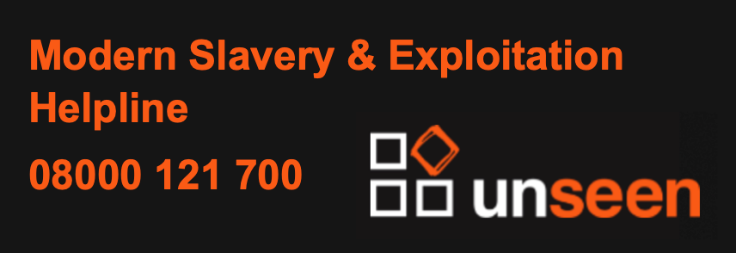 Modern Slavery & Exploitation
Helpline
08000 121 700
unseen